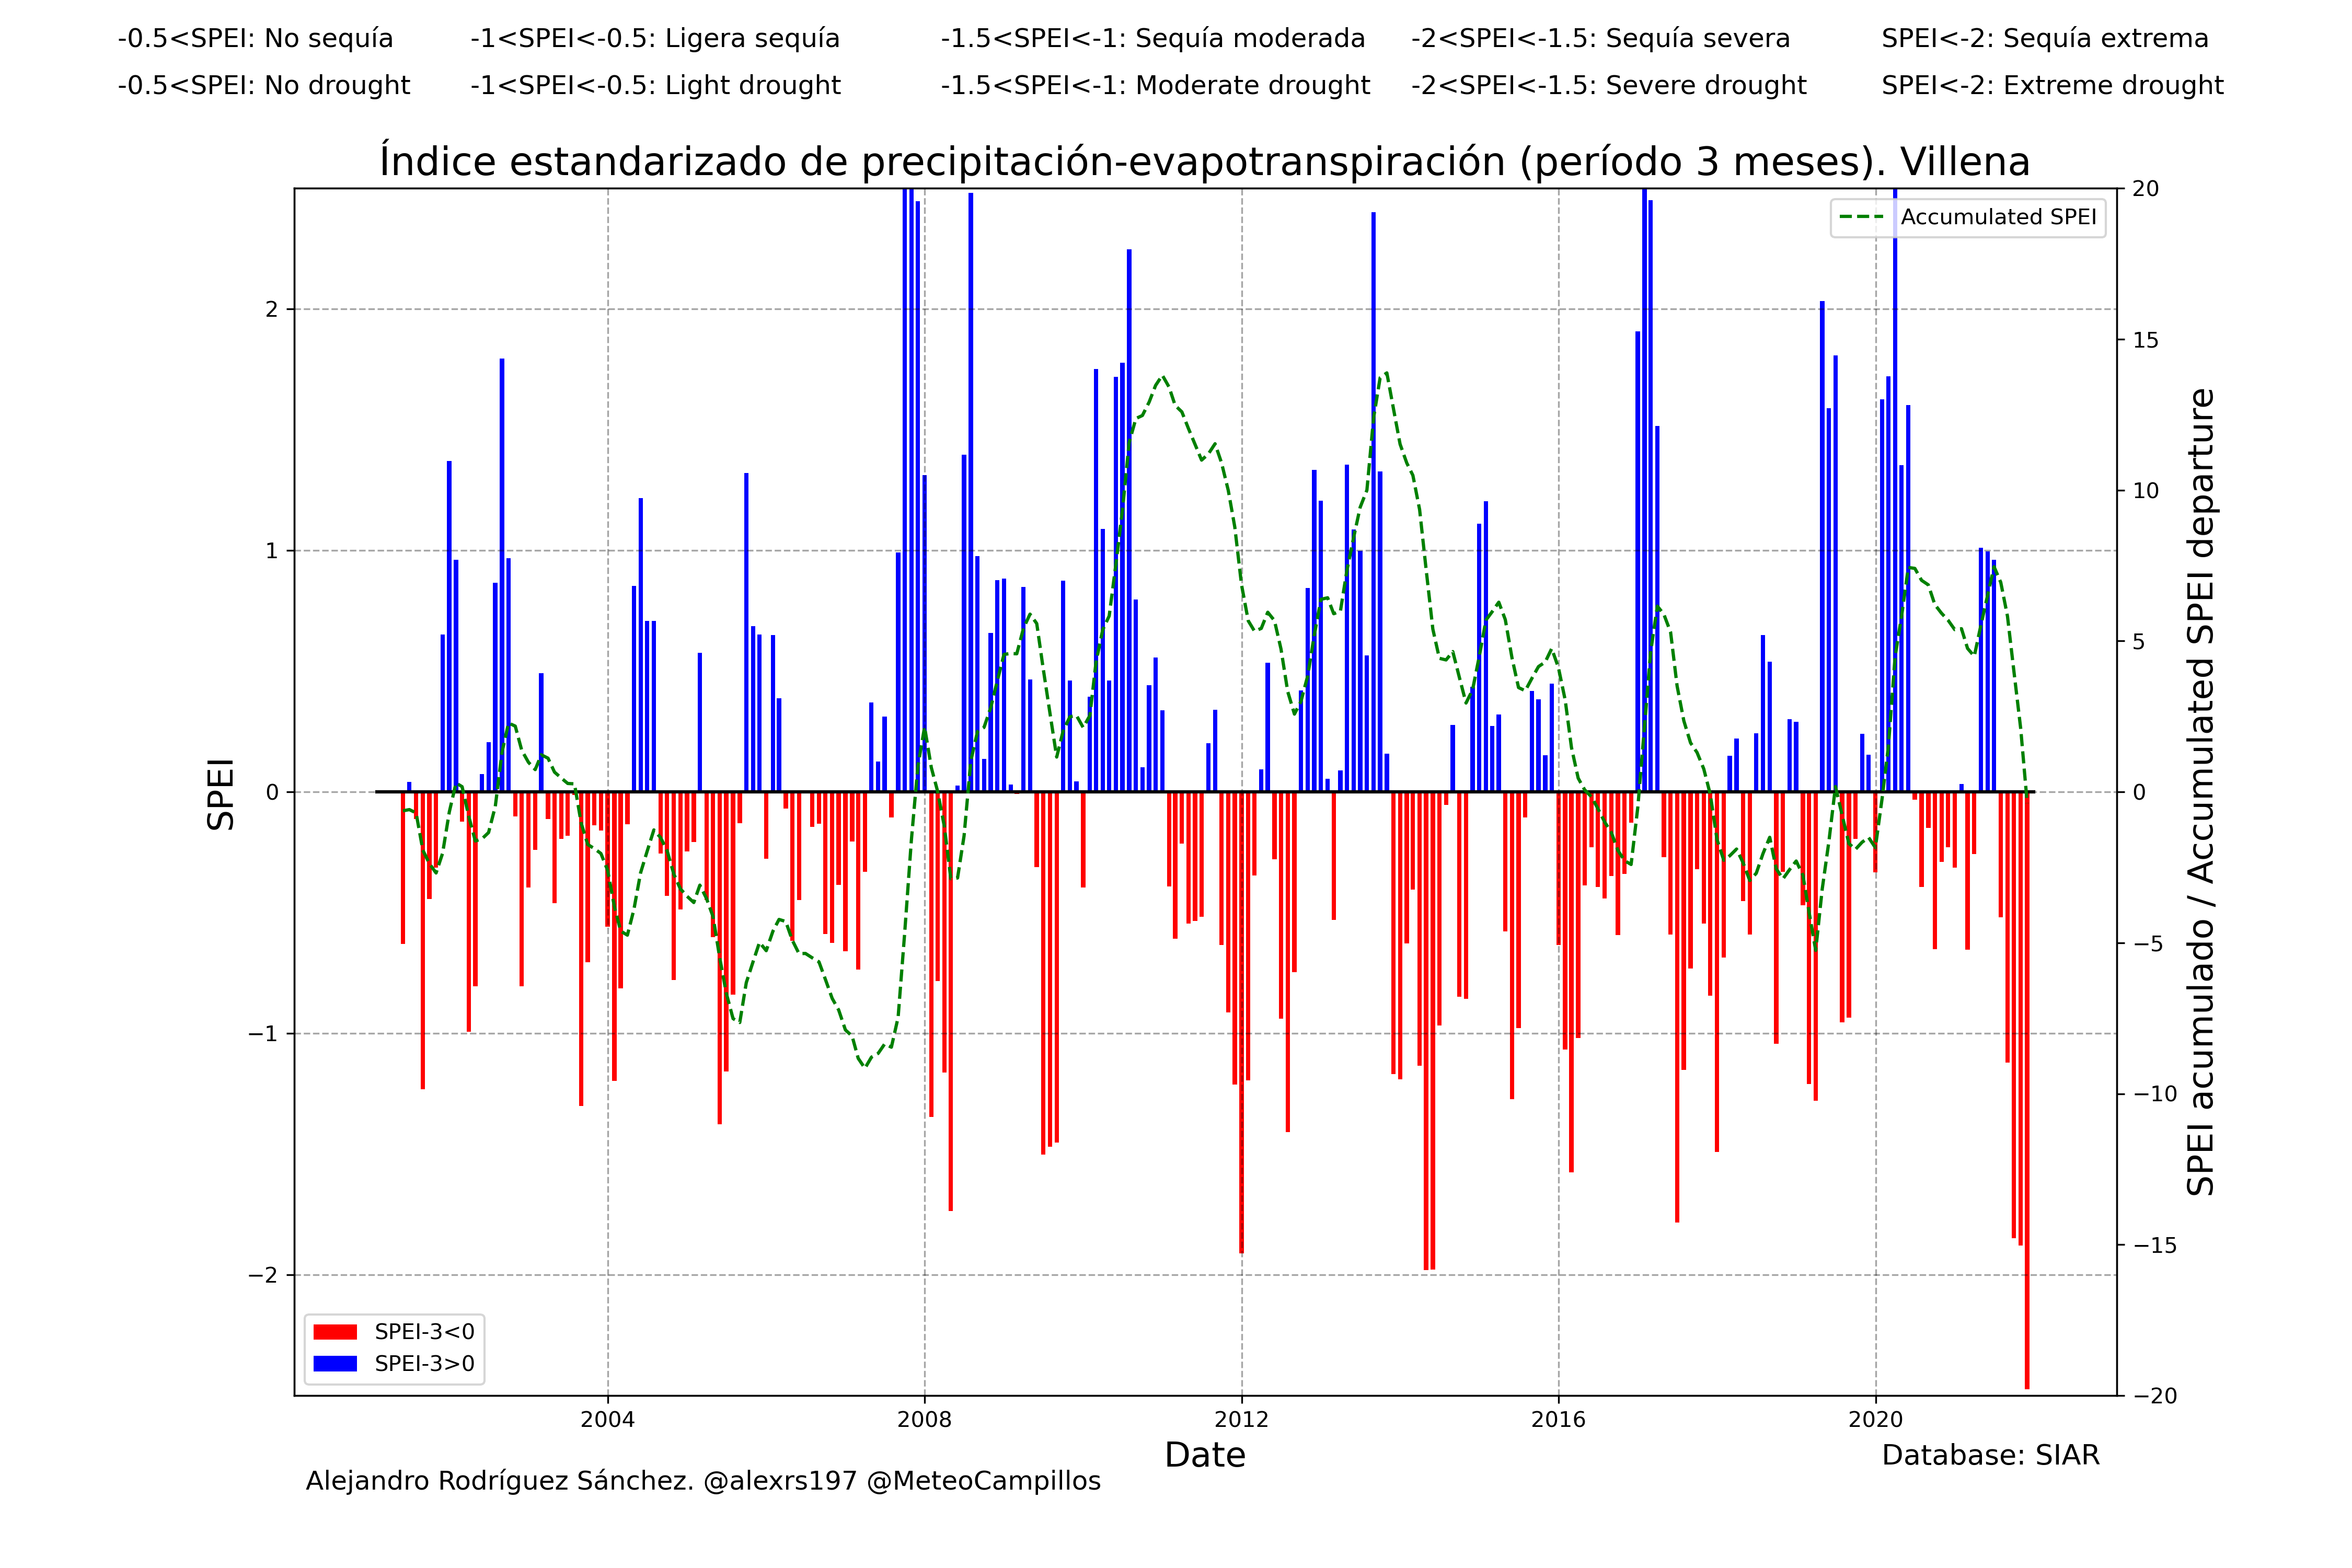 -0.5<SPEI: No sequía -1<SPEI<-0.5: Ligera sequía -1.5<SPEI<-1: Sequía moderada -2<SPEI<-1.5: Sequía severa SPEI<-2: Sequía extrema
-0.5<SPEI: No drought -1<SPEI<-0.5: Light drought -1.5<SPEI<-1: Moderate drought -2<SPEI<-1.5: Severe drought SPEI<-2: Extreme drought
Índice estandarizado de precipitación-evapotranspiración (período 3 meses). Villena
Accumulated SPEI
SPEI
2
1
0
−1
−2
20
15
10
5
0
−5
−10
−15
−20
SPEI acumulado / Accumulated SPEI departure
SPEI-3<0
SPEI-3>0
2004 2008 2012 2016 2020
Date
Database: SIAR
Alejandro Rodríguez Sánchez. @alexrs197 @MeteoCampillos